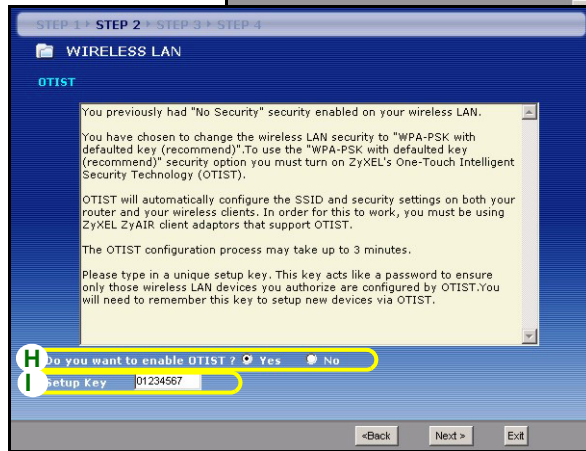 STEP 1 STEP 2 STEP 3 STEP 4
WIRELESS LAN
OTIST
You previously had "No Security" security enabled on your wireless LAN.
You have chosen to change the wireless LAN security to "WPA-PSK with
defaulted key (recommend)".To use the "WPA-PSK with defaulted key
(recommend)" security option you must turn on ZyXEL's One-Touch Intelligent
Security Technology (OTIST).
OTIST will automatically configure the SSID and security settings on both your
router and your wireless clients. In order for this to work, you must be using
ZyXEL ZyAIR client adaptors that support OTIST.
The OTIST configuration process may take up to 3 minutes.
Please type in a unique setup key. This key acts like a password to ensure
only those wireless LAN devices you authorize are configured by OTIST.You
will need to remember this key to setup new devices via OTIST.
H Do you want to enable OTIST ? Yes No
I Setup Key 01234567
<Back Next > Exit